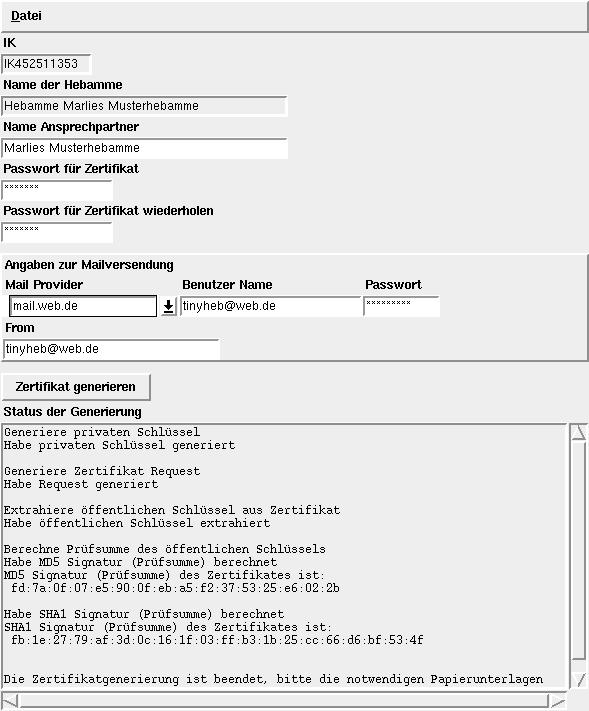 Datei
IK
IK452511353
Name der Hebamme
Hebamme Marlies Musterhebamme
Name Ansprechpartner
Marlies Musterhebamme
Passwort für Zertifikat
*******
Passwort für Zertifikat wiederholen
*******
Angaben zur Mailversendung
Mail Provider Benutzer Name Passwort
mail.web.de tinyheb@web.de *********
From
tinyheb@web.de
Zertifikat generieren
Status der Generierung
Generiere privaten Schlüssel
Habe privaten Schlüssel generiert
Generiere Zertifikat Request
Habe Request generiert
Extrahiere öffentlichen Schlüssel aus Zertifikat
Habe öffentlichen Schlüssel extrahiert
Berechne Prüfsumme des öffentlichen Schlüssels
Habe MD5 Signatur (Prüfsumme) berechnet
MD5 Signatur (Prüfsumme) des Zertifikates ist:
fd:7a:0f:07:e5:90:0f:eb:a5:f2:37:53:25:e6:02:2b
Habe SHA1 Signatur (Prüfsumme) berechnet
SHA1 Signatur (Prüfsumme) des Zertifikates ist:
fb:1e:27:79:af:3d:0c:16:1f:03:ff:b3:1b:25:cc:66:d6:bf:53:4f
Die Zertifikatgenerierung ist beendet, bitte die notwendigen Papierunterlagen